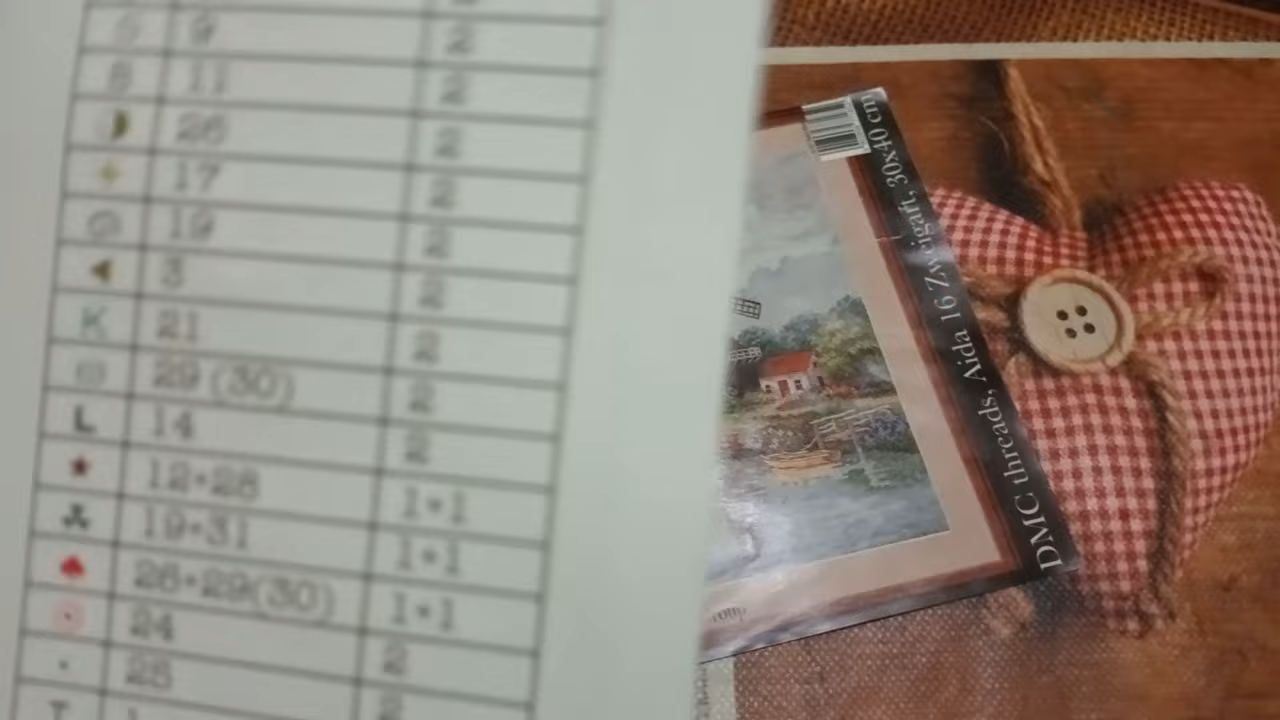 9 2
8 11 2
26 2
17 2
19 2
3 2
K 21 2
29 (30) 2
L 14 2
12+28 1+1
19+31 1+1
26+29(30) 1+1
24 2
25 2
DMC threads, Aida 16 Zweigart, 30x40 cm